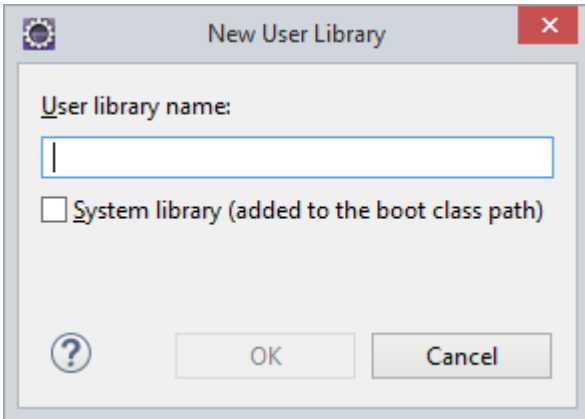 New User Library
User library name:
System library (added to the boot class path)
?
OK
Cancel